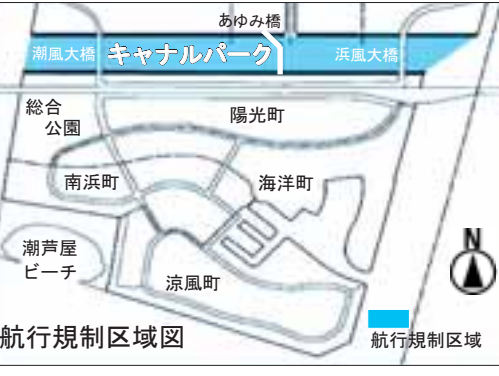 あゆみ橋
潮風大橋
キャナルパーク
浜風大橋
総合
公園
陽光町
南浜町
海洋町
潮芦屋
ビーチ
涼風町
N
航行規制区域図
航行規制区域